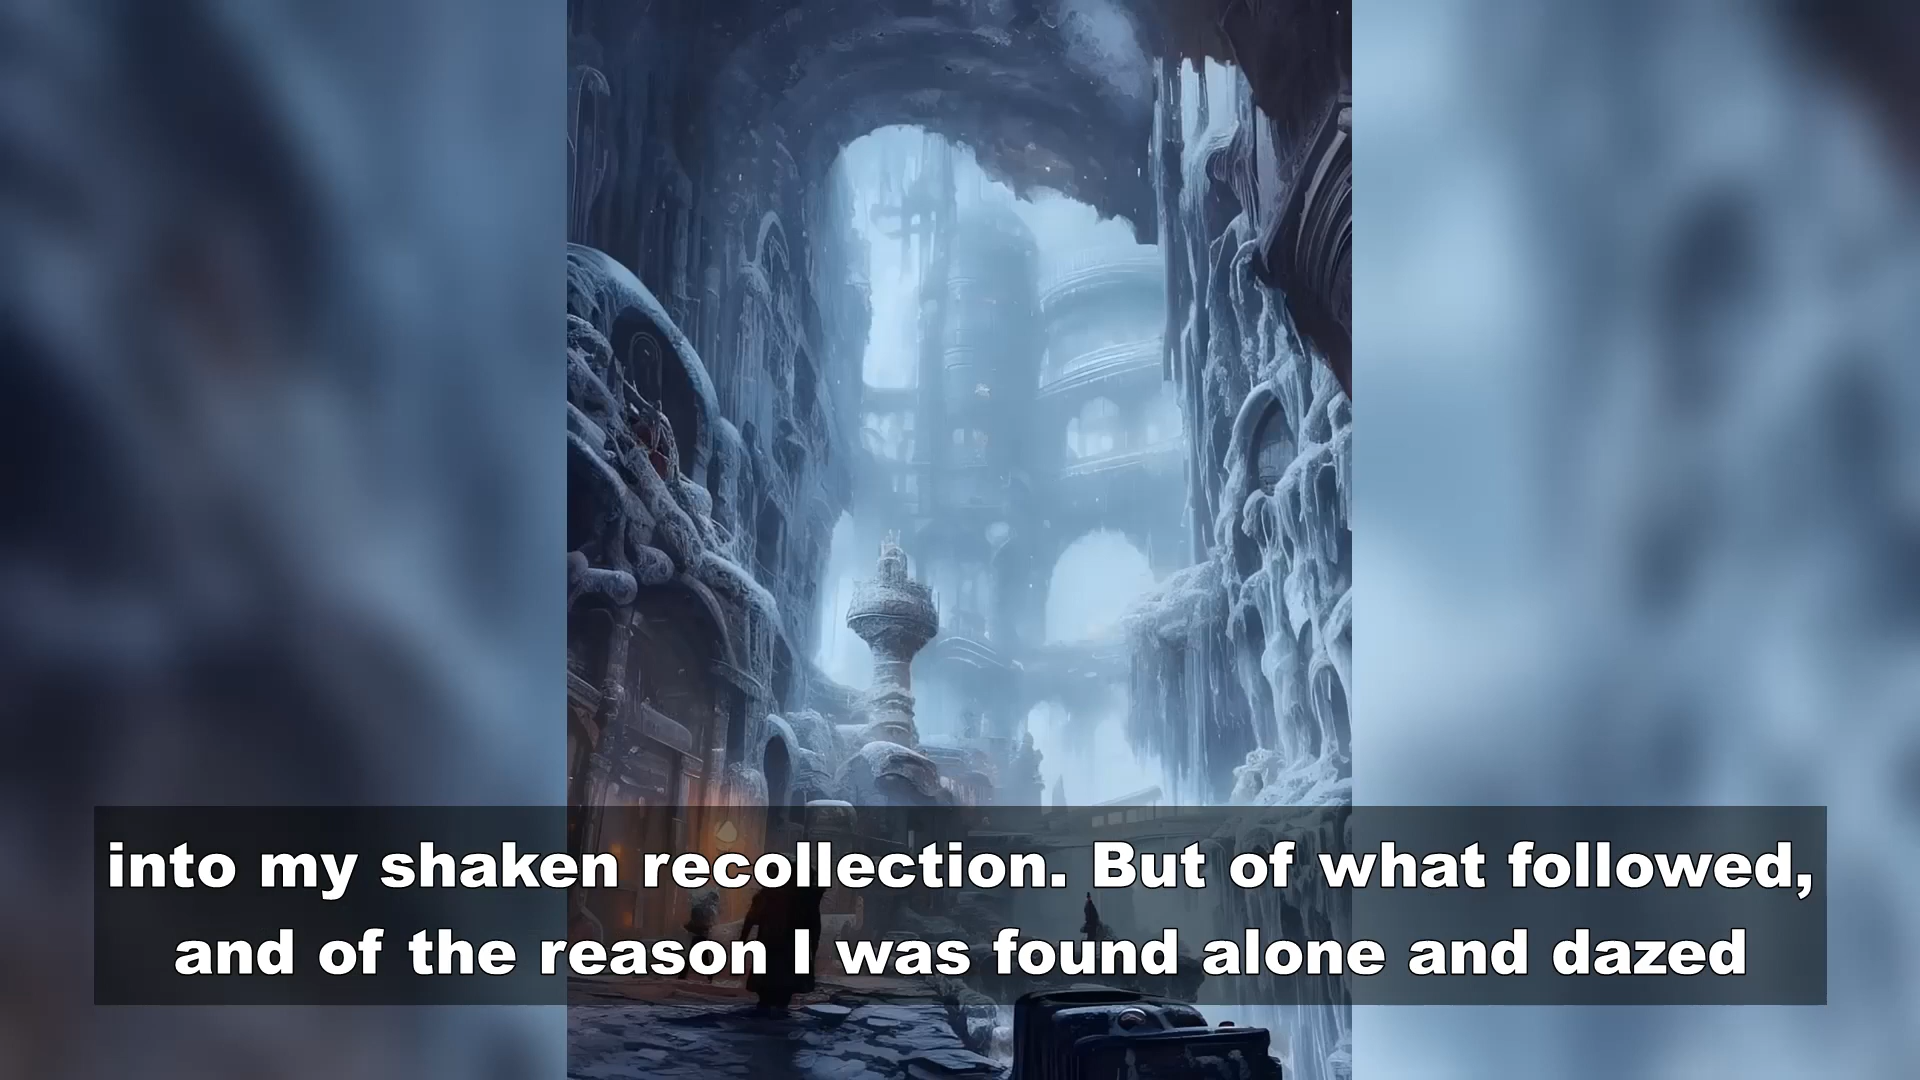 into my shaken recollection. But of what followed,
and of the reason I was found alone and dazed